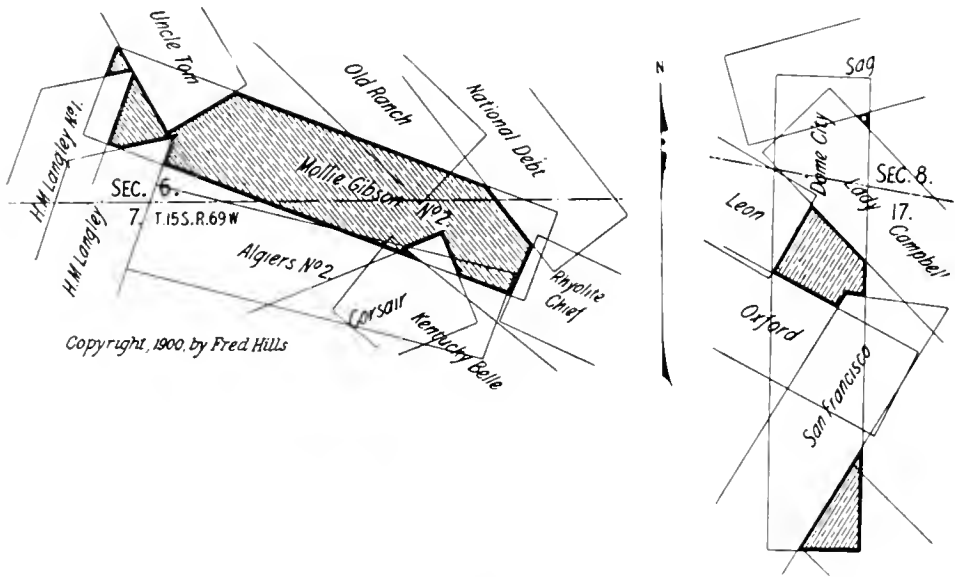 Uncle Tom
Old Ranch
National Debt
H.M. Langley Nº1.
Mollie Gibson Nº2.
SEC. 6.
7. T.15S.R.69W
H.M Langley
Algiers Nº2
Corsair
Kentucky Belle
Rhyolite
Chief
Copyright, 1900, by Fred Hills
N
Sag
Dome City
Lady
Campbell
SEC. 8.
17.
Leon
Oxford
San Francisco